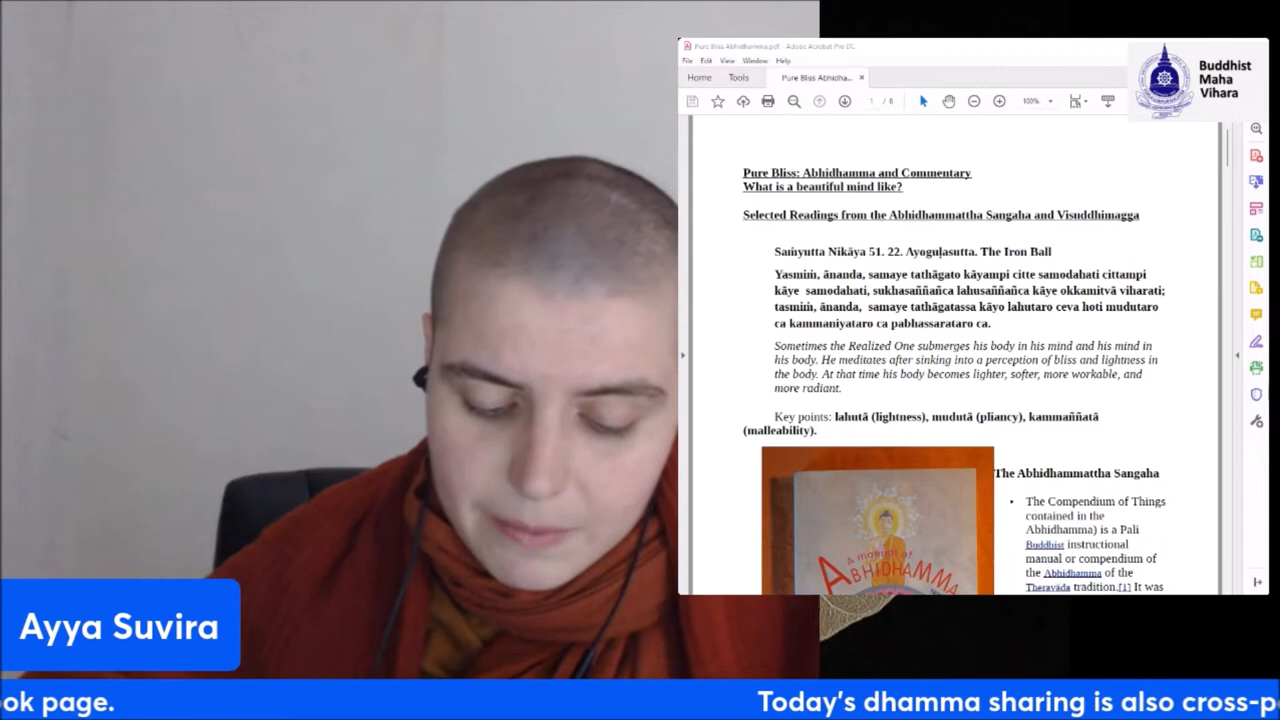 Pure Bliss Abhidhamma.pdf - Adobe Acrobat Pro DC
File Edit View Window Help
Home Tools Pure Bliss Abhidha... ×
1 / 8 100%
Buddhist
Maha
Vihara
Pure Bliss: Abhidhamma and Commentary
What is a beautiful mind like?
Selected Readings from the Abhidhammattha Sangaha and Visuddhimagga
Saṁyutta Nikāya 51. 22. Ayoguḷasutta. The Iron Ball
Yasmiṁ, ānanda, samaye tathāgato kāyampi citte samodahati cittampi
kāye samodahati, sukhasaññañca lahusaññañca kāye okkamitvā viharati;
tasmiṁ, ānanda, samaye tathāgatassa kāyo lahutaro ceva hoti mudutaro
ca kammaniyataro ca pabhassarataro ca.
Sometimes the Realized One submerges his body in his mind and his mind in
his body. He meditates after sinking into a perception of bliss and lightness in
the body. At that time his body becomes lighter, softer, more workable, and
more radiant.
Key points: lahutā (lightness), mudutā (pliancy), kammaññatā
(malleability).
The Abhidhammattha Sangaha
• The Compendium of Things
contained in the
Abhidhamma) is a Pali
Buddhist instructional
manual or compendium of
the Abhidhamma of the
Theravāda tradition.[1] It was
a manual of
ABHIDHAMMA
Ayya Suvira
ok page. Today's dhamma sharing is also cross-p